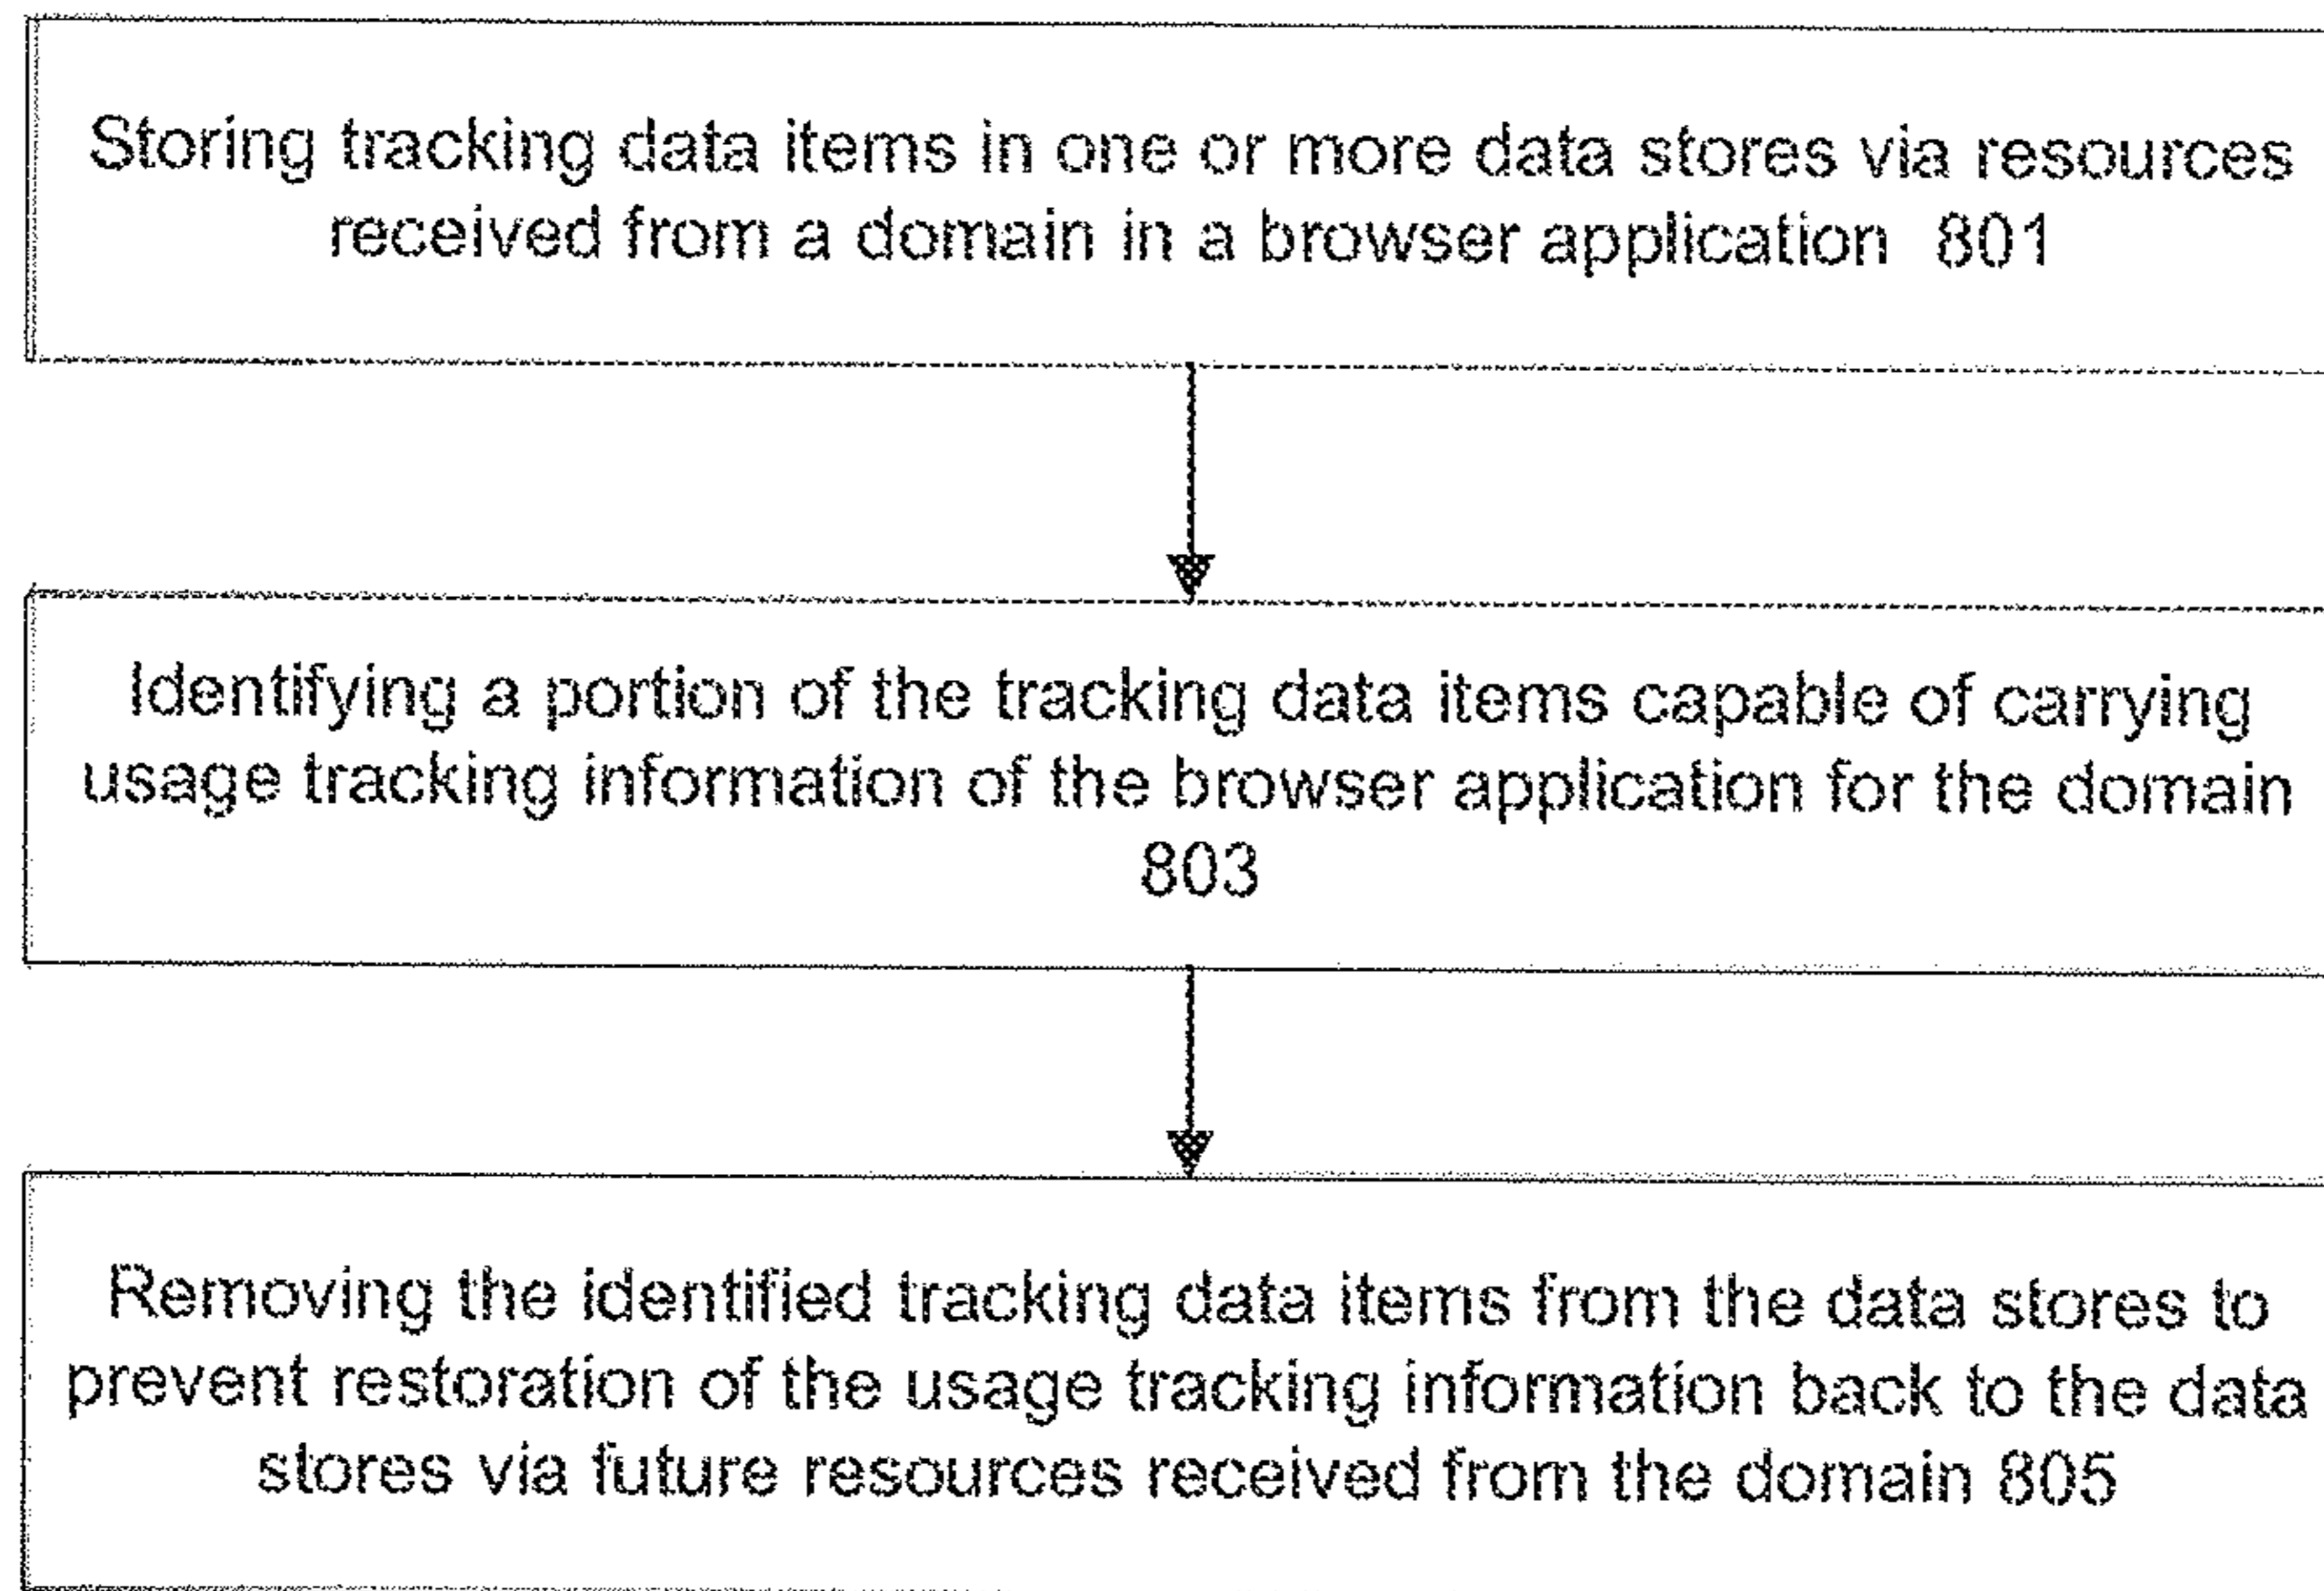 Storing tracking data items in one or more data stores via resources
received from a domain in a browser application 801
Identifying a portion of the tracking data items capable of carrying
usage tracking information of the browser application for the domain
803
Removing the identified tracking data items from the data stores to
prevent restoration of the usage tracking information back to the data
stores via future resources received from the domain 805